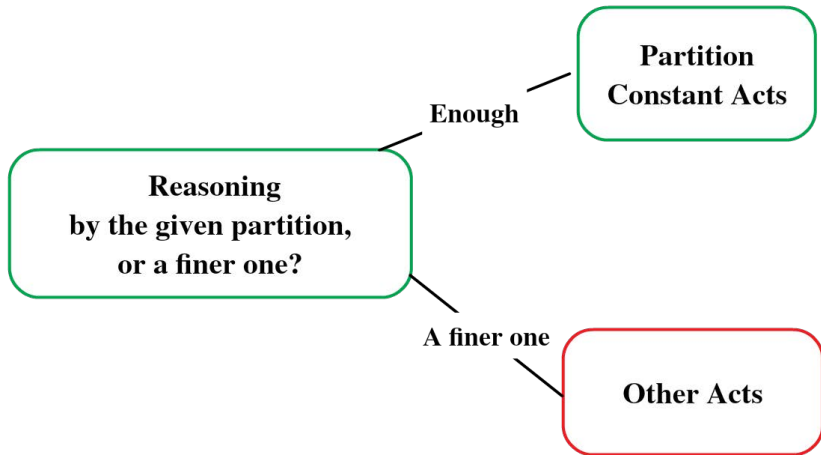 Partition
Constant Acts
Enough
Reasoning
by the given partition,
or a finer one?
A finer one
Other Acts